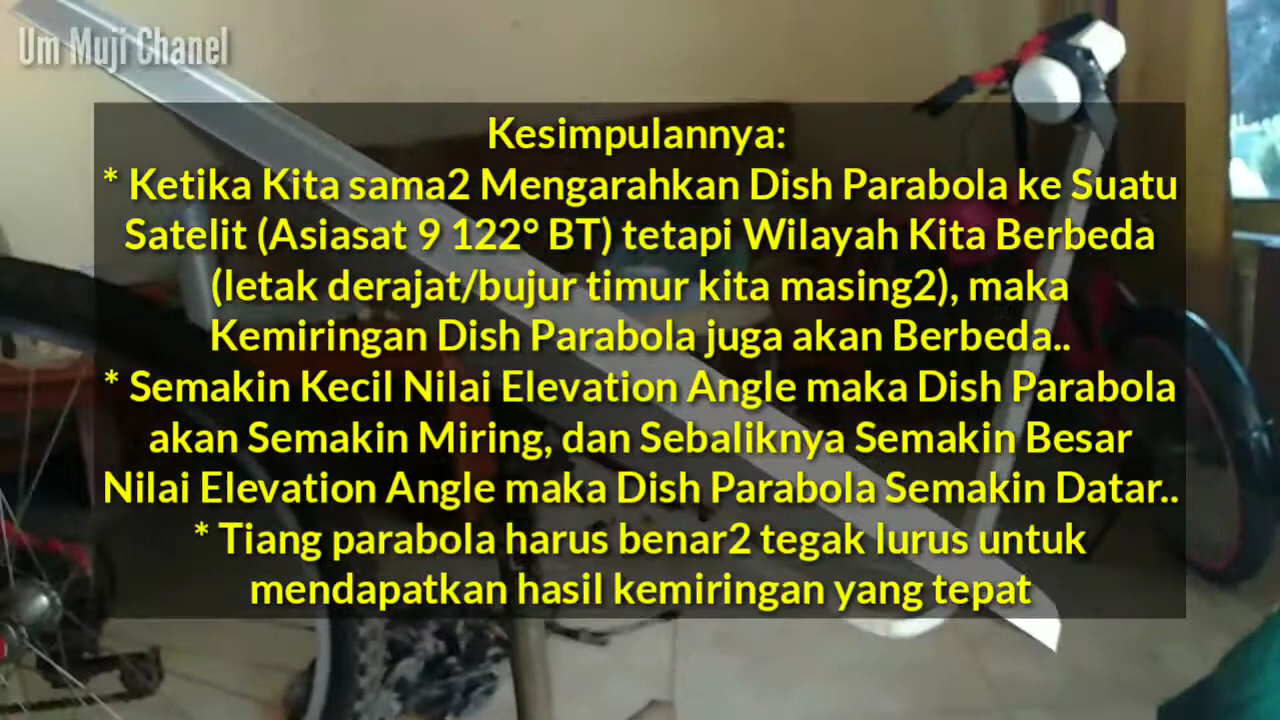 Um Muji Chanel
Kesimpulannya:
* Ketika Kita sama2 Mengarahkan Dish Parabola ke Suatu
Satelit (Asiasat 9 122° BT) tetapi Wilayah Kita Berbeda
(letak derajat/bujur timur kita masing2), maka
Kemiringan Dish Parabola juga akan Berbeda..
* Semakin Kecil Nilai Elevation Angle maka Dish Parabola
akan Semakin Miring, dan Sebaliknya Semakin Besar
Nilai Elevation Angle maka Dish Parabola Semakin Datar..
* Tiang parabola harus benar2 tegak lurus untuk
mendapatkan hasil kemiringan yang tepat